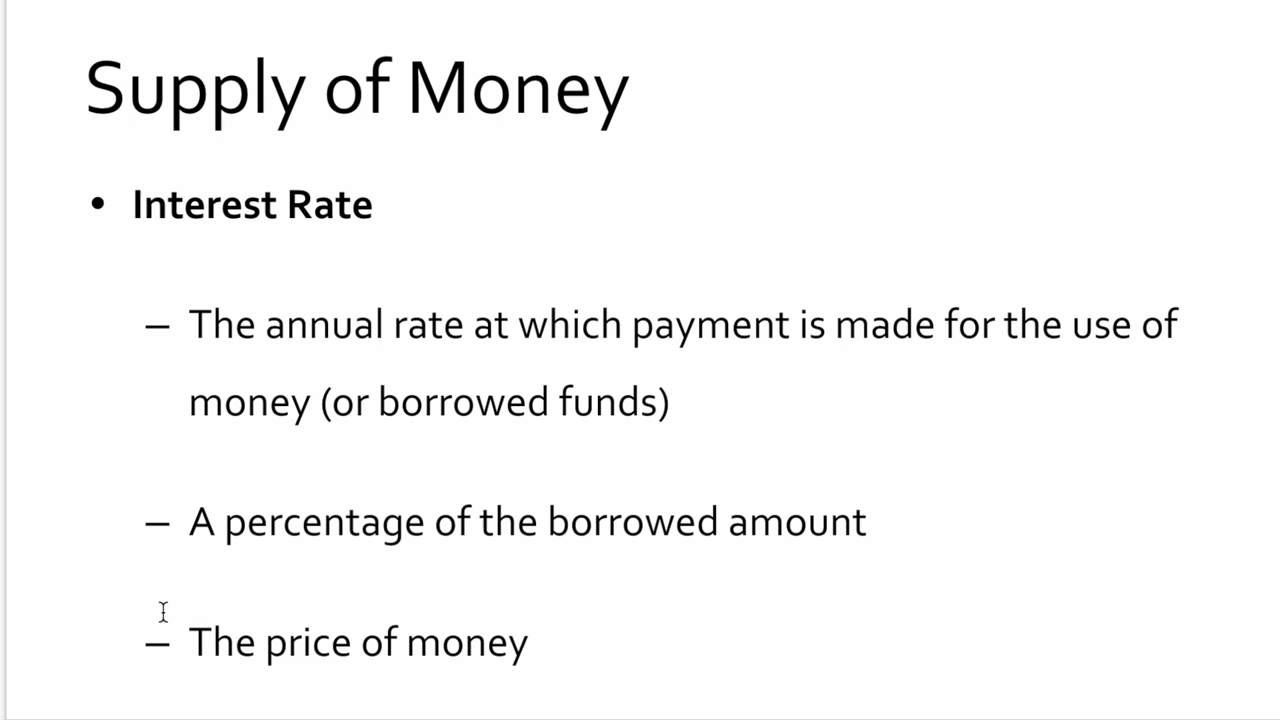 Supply of Money
• Interest Rate
– The annual rate at which payment is made for the use of
money (or borrowed funds)
– A percentage of the borrowed amount
– The price of money